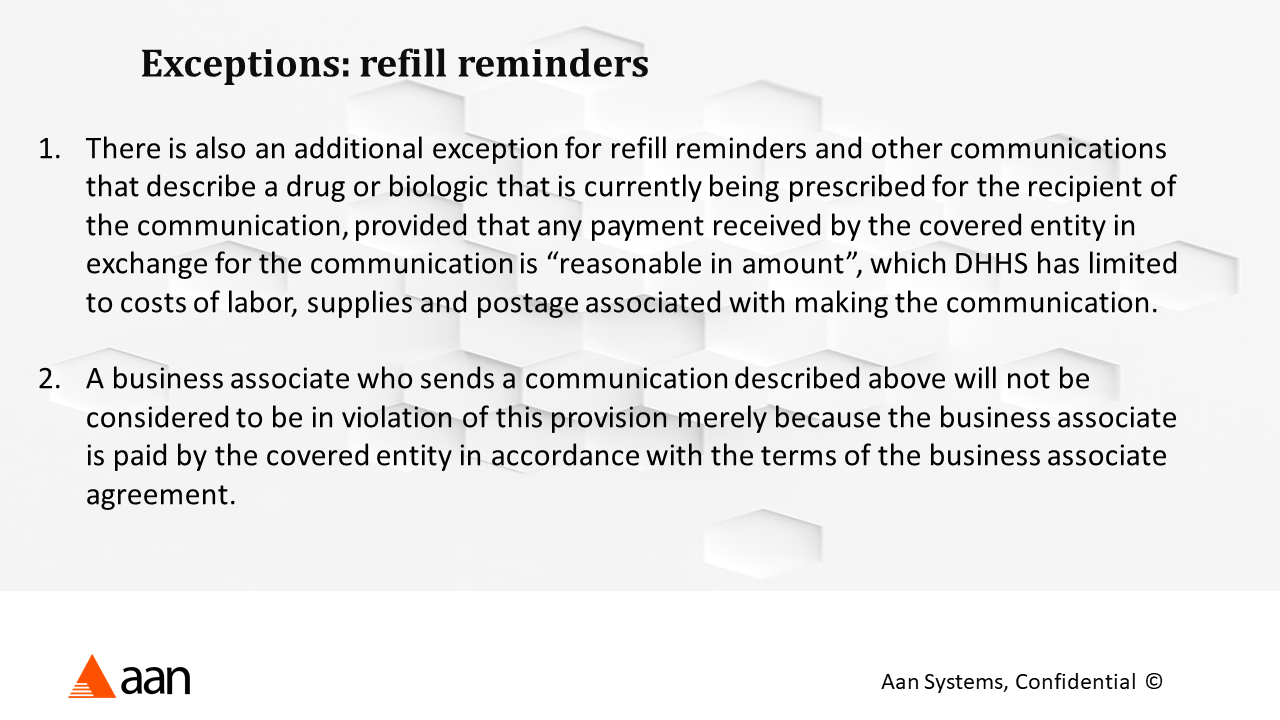 Exceptions: refill reminders
1. There is also an additional exception for refill reminders and other communications
that describe a drug or biologic that is currently being prescribed for the recipient of
the communication, provided that any payment received by the covered entity in
exchange for the communication is “reasonable in amount”, which DHHS has limited
to costs of labor, supplies and postage associated with making the communication.
2. A business associate who sends a communication described above will not be
considered to be in violation of this provision merely because the business associate
is paid by the covered entity in accordance with the terms of the business associate
agreement.
aan
Aan Systems, Confidential ©